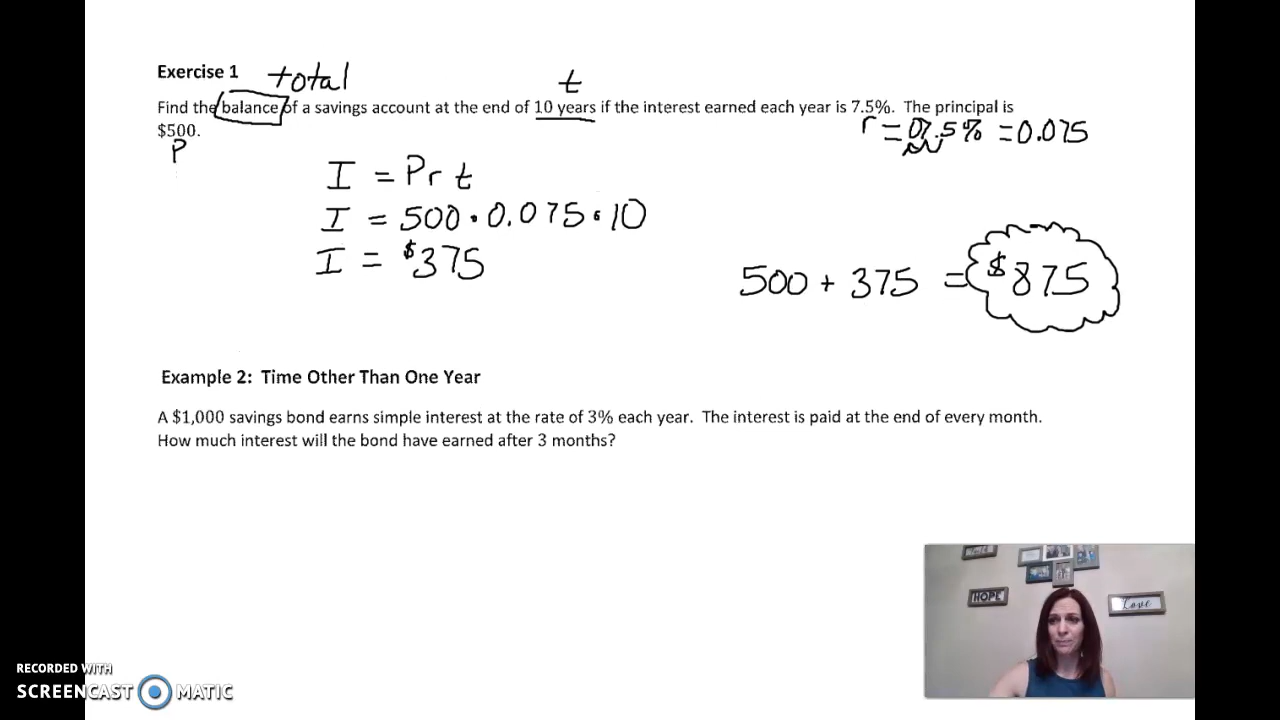 Exercise 1 total t
Find the balance of a savings account at the end of 10 years if the interest earned each year is 7.5%. The principal is
$500.
r = 07.5% = 0.075
P
I = Prt
I = 500 · 0.075 · 10
I = $375
500 + 375 = $875
Example 2: Time Other Than One Year
A $1,000 savings bond earns simple interest at the rate of 3% each year. The interest is paid at the end of every month.
How much interest will the bond have earned after 3 months?
HOPE
Love
RECORDED WITH
SCREENCAST MATIC